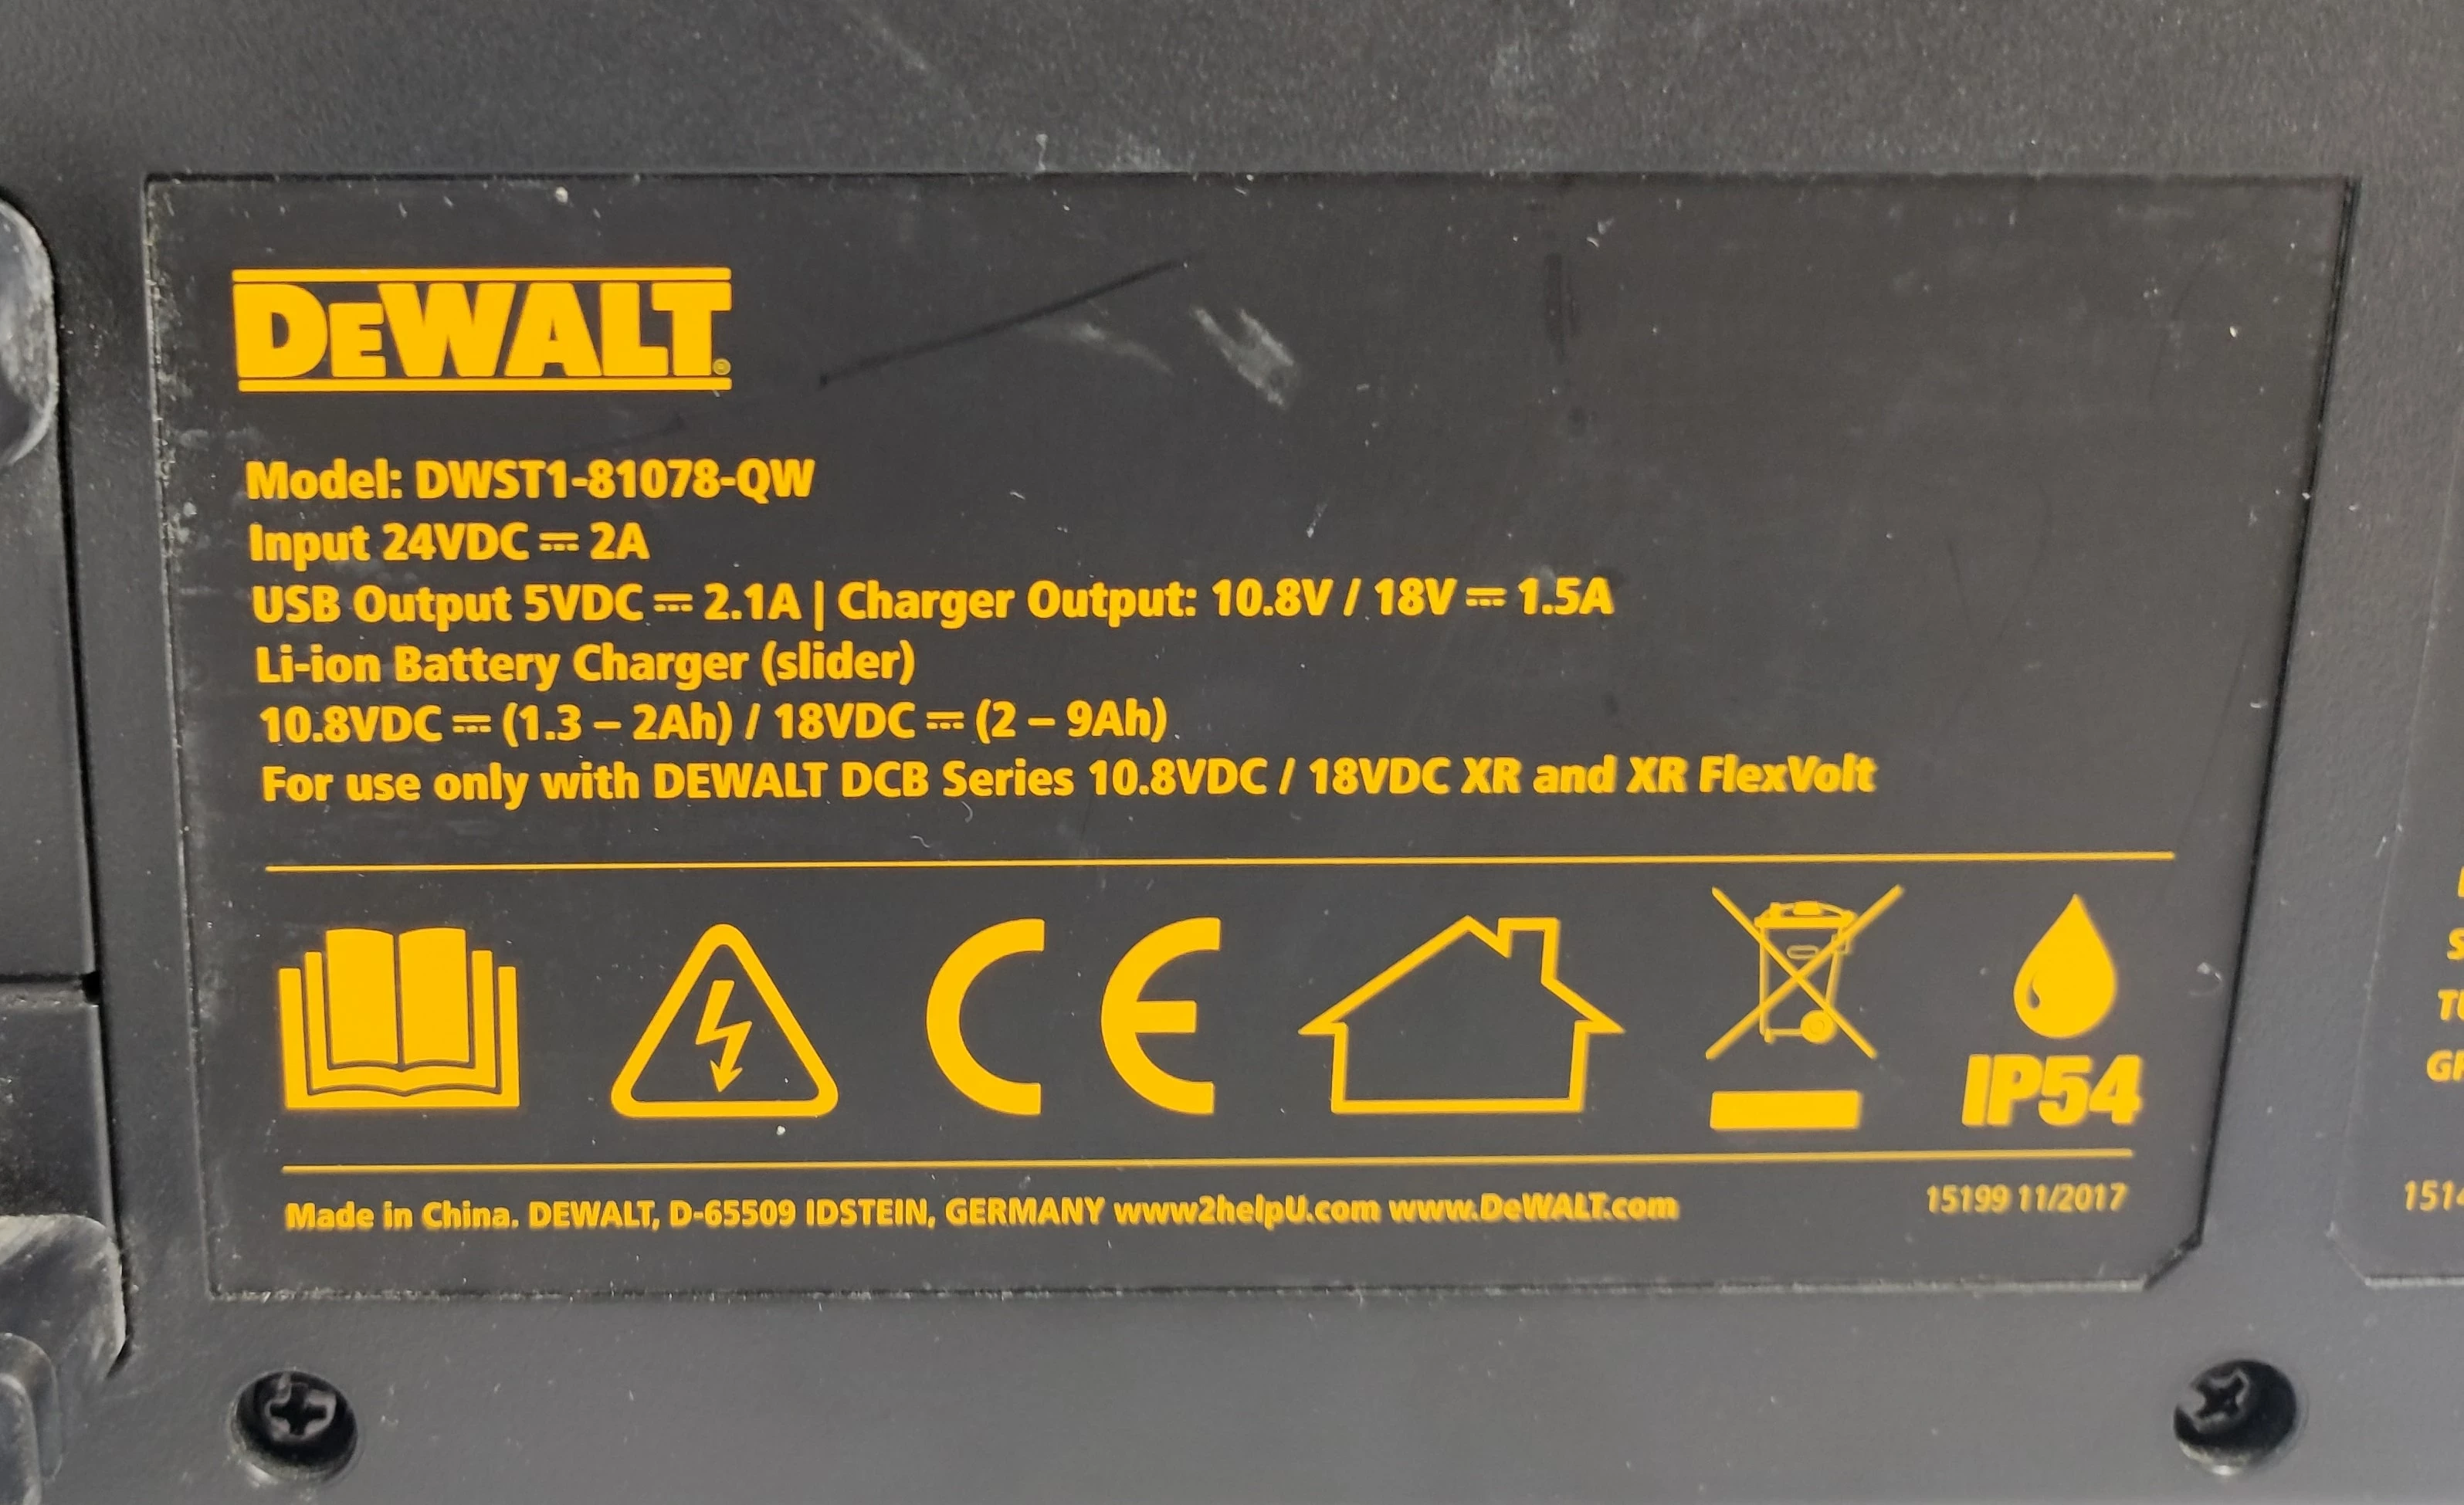 DEWALT®
Model: DWST1-81078-QW
Input 24VDC ⎓ 2A
USB Output 5VDC ⎓ 2.1A | Charger Output: 10.8V / 18V ⎓ 1.5A
Li-ion Battery Charger (slider)
10.8VDC ⎓ (1.3 – 2Ah) / 18VDC ⎓ (2 – 9Ah)
For use only with DEWALT DCB Series 10.8VDC / 18VDC XR and XR FlexVolt
CE
IP54
Made in China. DEWALT, D-65509 IDSTEIN, GERMANY www2helpU.com www.DeWALT.com
15199 11/2017